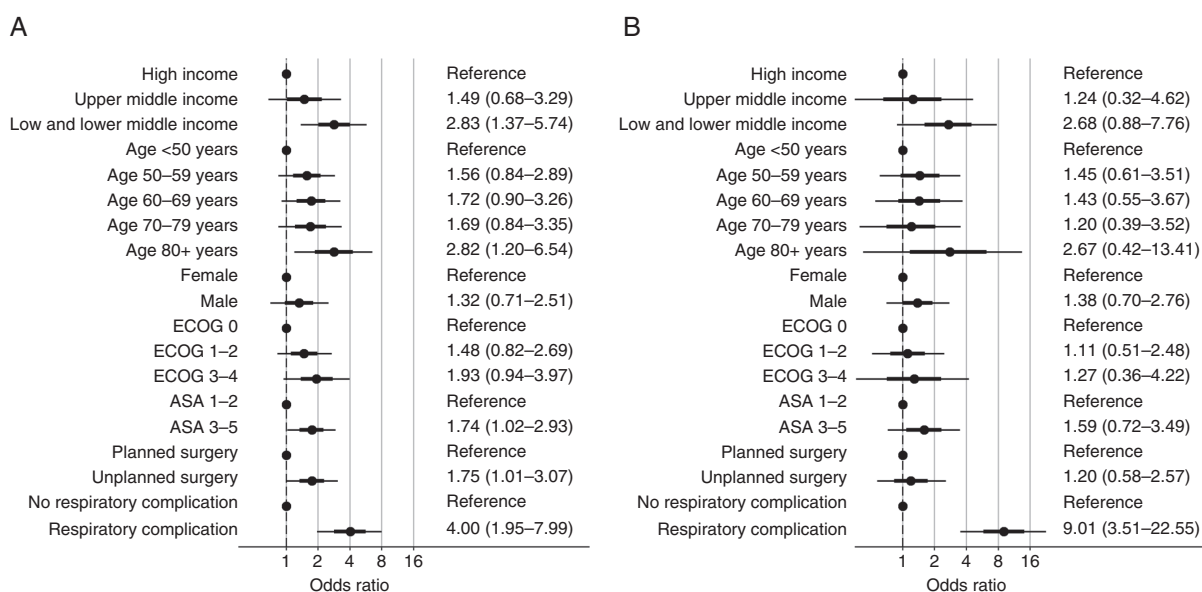 A
High income Reference
Upper middle income 1.49 (0.68–3.29)
Low and lower middle income 2.83 (1.37–5.74)
Age <50 years Reference
Age 50–59 years 1.56 (0.84–2.89)
Age 60–69 years 1.72 (0.90–3.26)
Age 70–79 years 1.69 (0.84–3.35)
Age 80+ years 2.82 (1.20–6.54)
Female Reference
Male 1.32 (0.71–2.51)
ECOG 0 Reference
ECOG 1–2 1.48 (0.82–2.69)
ECOG 3–4 1.93 (0.94–3.97)
ASA 1–2 Reference
ASA 3–5 1.74 (1.02–2.93)
Planned surgery Reference
Unplanned surgery 1.75 (1.01–3.07)
No respiratory complication Reference
Respiratory complication 4.00 (1.95–7.99)
1 2 4 8 16
Odds ratio
B
High income Reference
Upper middle income 1.24 (0.32–4.62)
Low and lower middle income 2.68 (0.88–7.76)
Age <50 years Reference
Age 50–59 years 1.45 (0.61–3.51)
Age 60–69 years 1.43 (0.55–3.67)
Age 70–79 years 1.20 (0.39–3.52)
Age 80+ years 2.67 (0.42–13.41)
Female Reference
Male 1.38 (0.70–2.76)
ECOG 0 Reference
ECOG 1–2 1.11 (0.51–2.48)
ECOG 3–4 1.27 (0.36–4.22)
ASA 1–2 Reference
ASA 3–5 1.59 (0.72–3.49)
Planned surgery Reference
Unplanned surgery 1.20 (0.58–2.57)
No respiratory complication Reference
Respiratory complication 9.01 (3.51–22.55)
1 2 4 8 16
Odds ratio